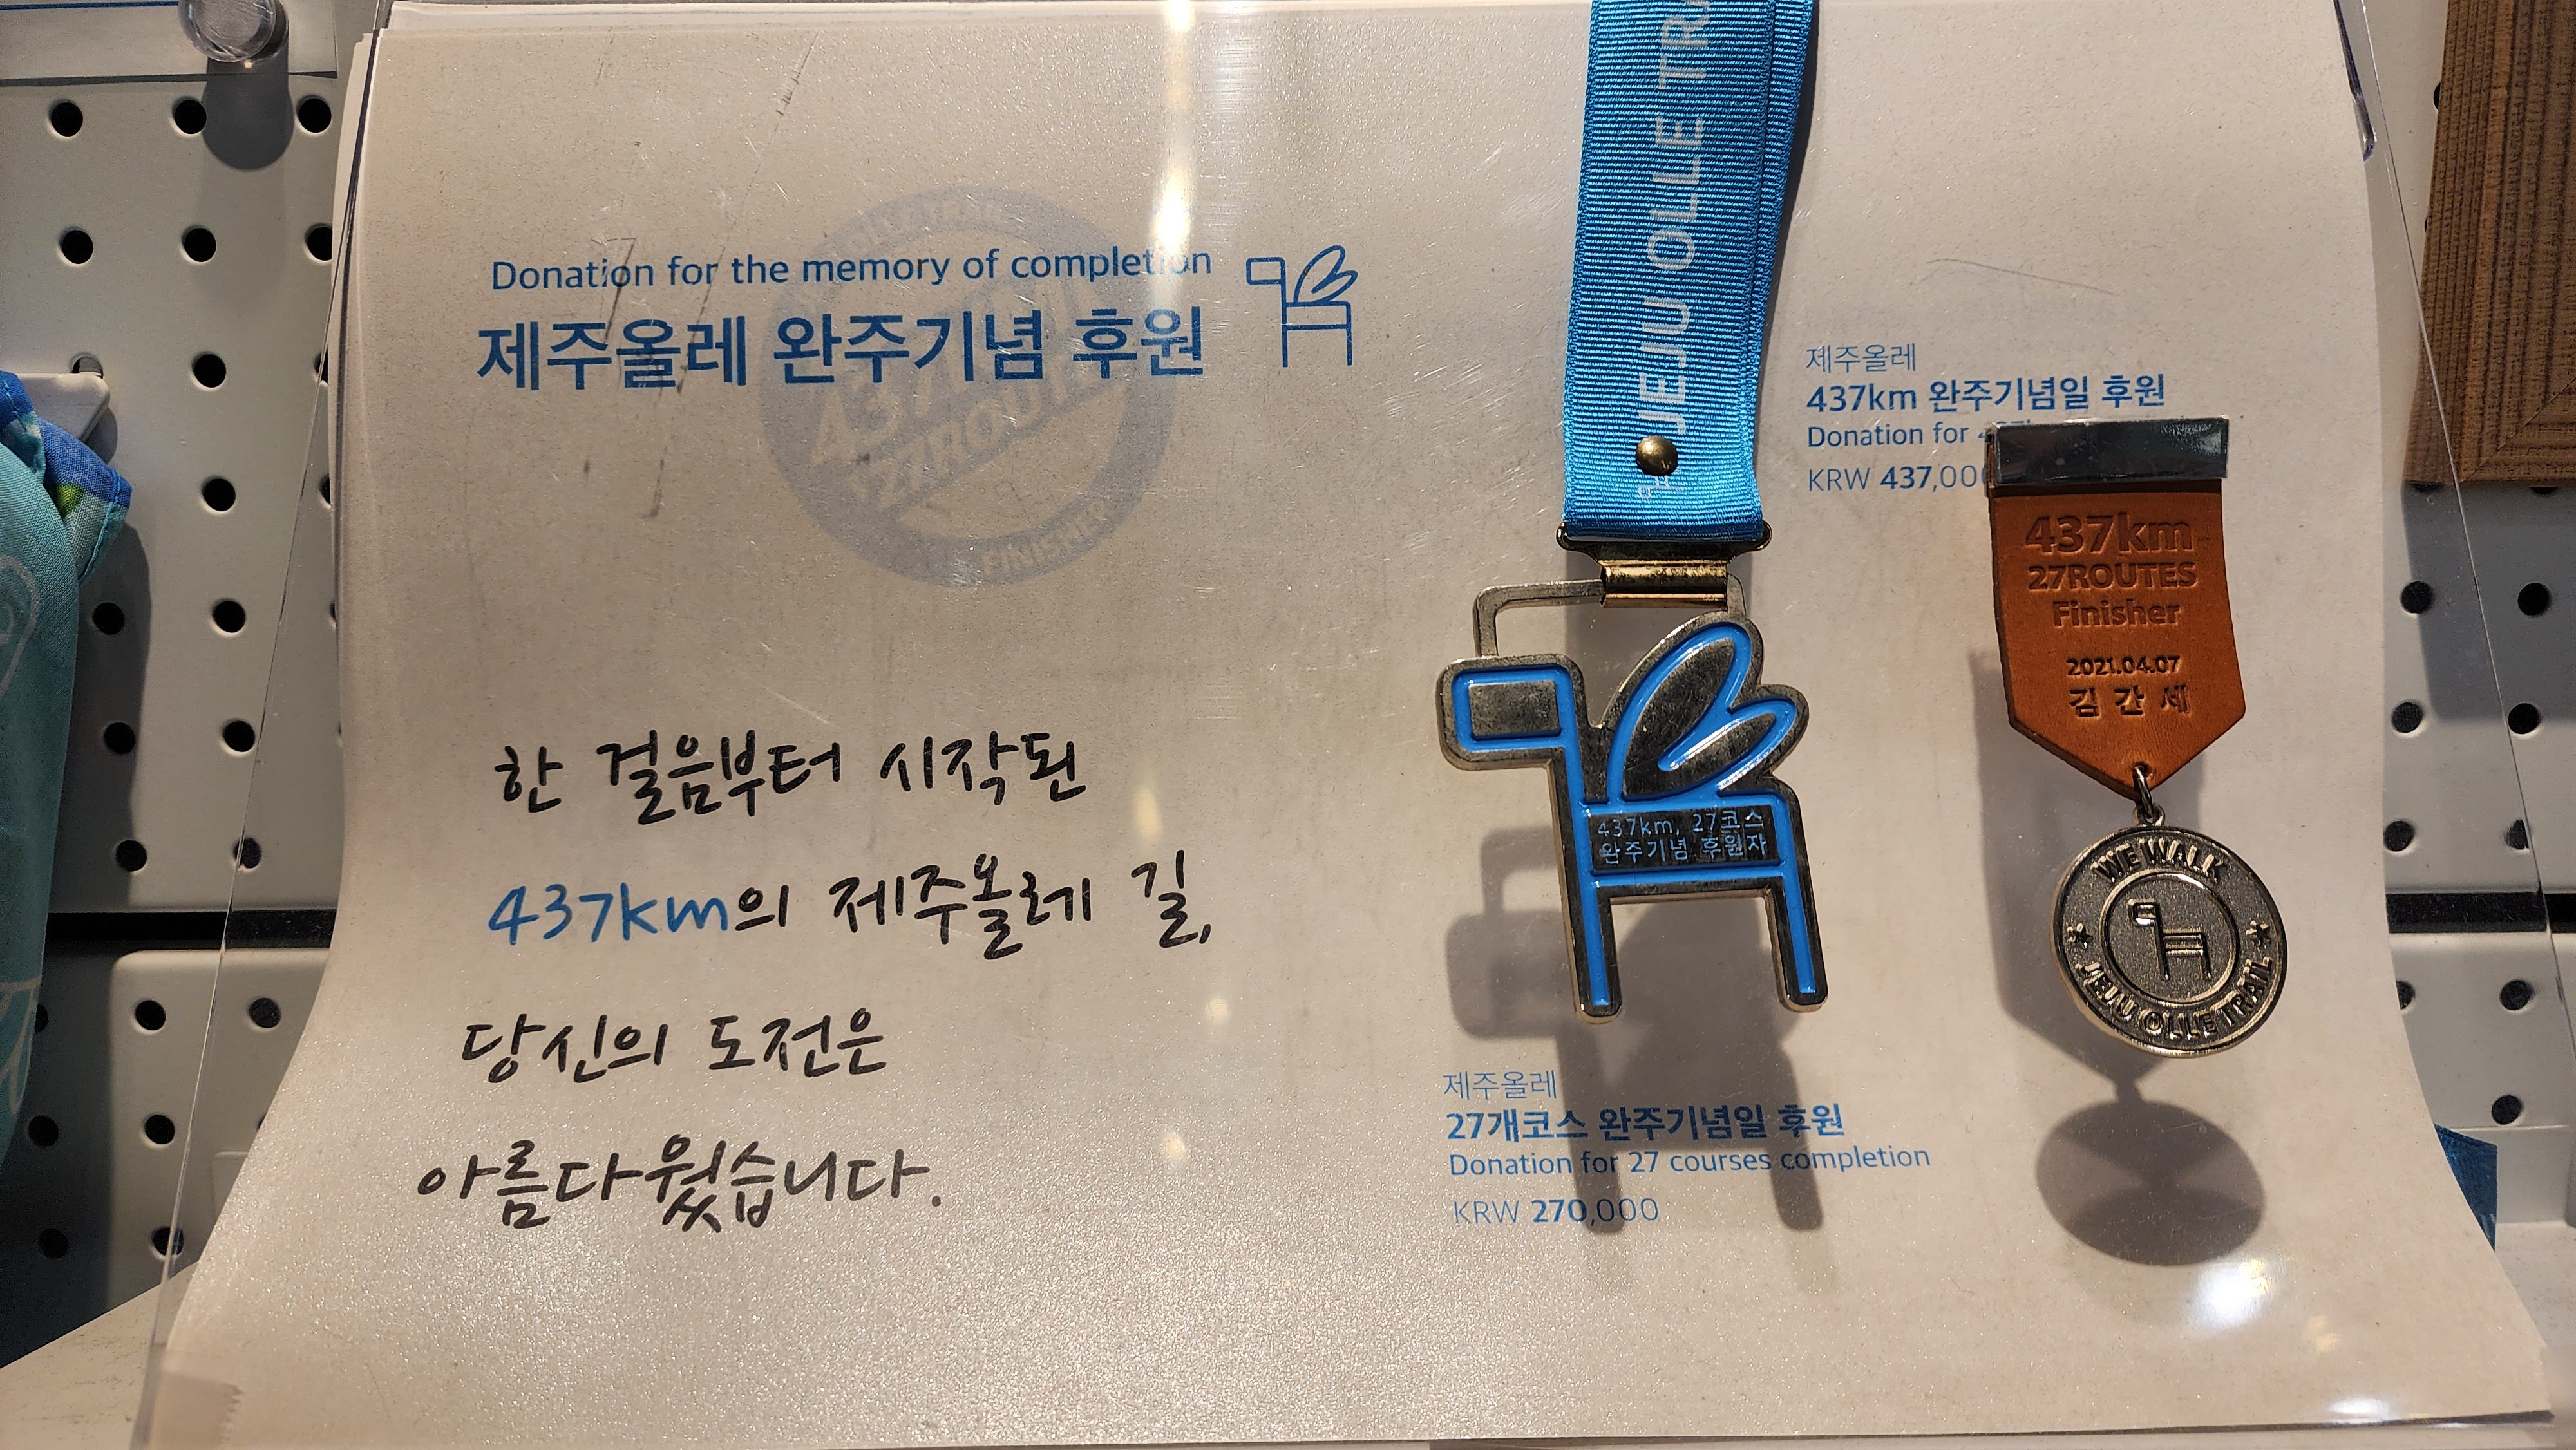 Donation for the memory of completion
제주올레 완주기념 후원
FINISHER
한 걸음부터 시작된
437km의 제주올레 길,
당신의 도전은
아름다웠습니다.
JEJU OLLE
437km, 27코스
완주기념 후원자
제주올레
27개코스 완주기념일 후원
Donation for 27 courses completion
KRW 270,000
제주올레
437km 완주기념일 후원
Donation for
KRW 437,000
437km
27ROUTES
Finisher
2021.04.07
김간세
WE WALK
JEJU OLLE TRAIL